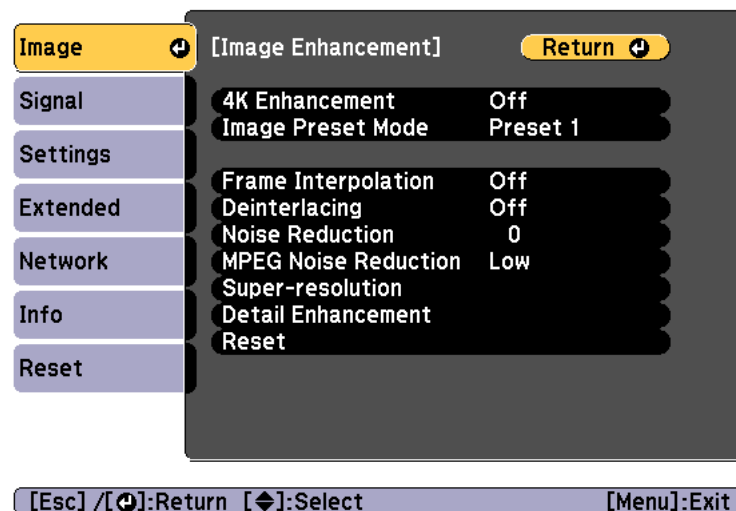 Image
Signal
Settings
Extended
Network
Info
Reset
[Image Enhancement] Return
4K Enhancement Off
Image Preset Mode Preset 1
Frame Interpolation Off
Deinterlacing Off
Noise Reduction 0
MPEG Noise Reduction Low
Super-resolution
Detail Enhancement
Reset
[Esc] /[⏎]:Return [◆]:Select [Menu]:Exit